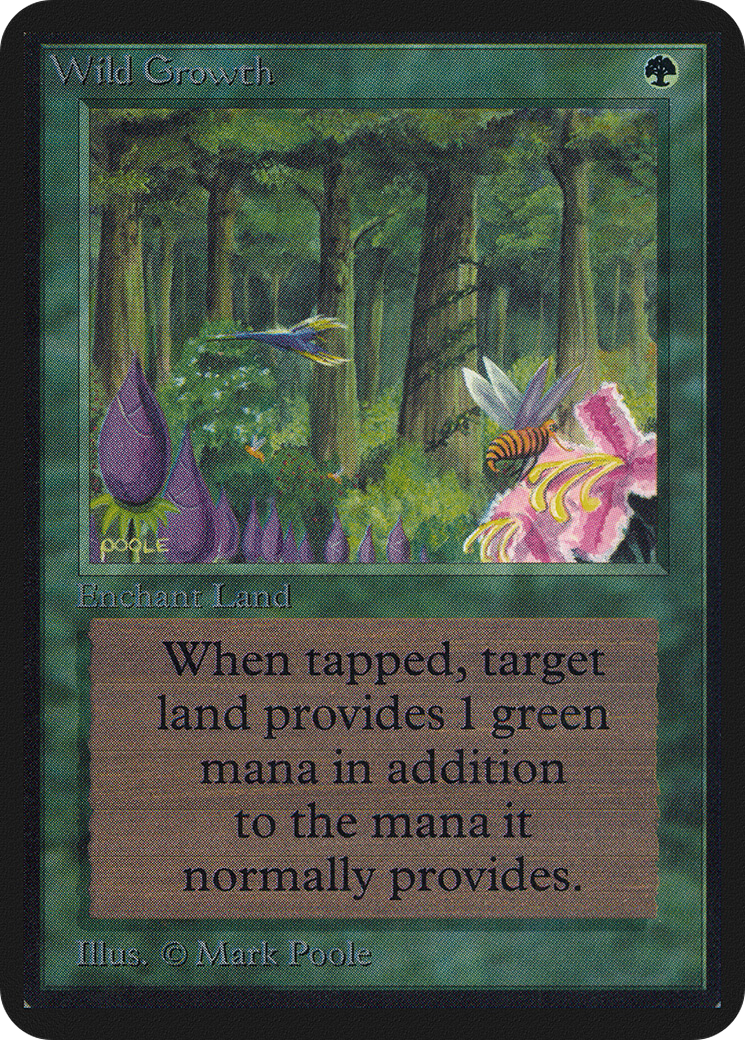 Wild Growth
POOLE
Enchant Land
When tapped, target
land provides 1 green
mana in addition
to the mana it
normally provides.
Illus. © Mark Poole